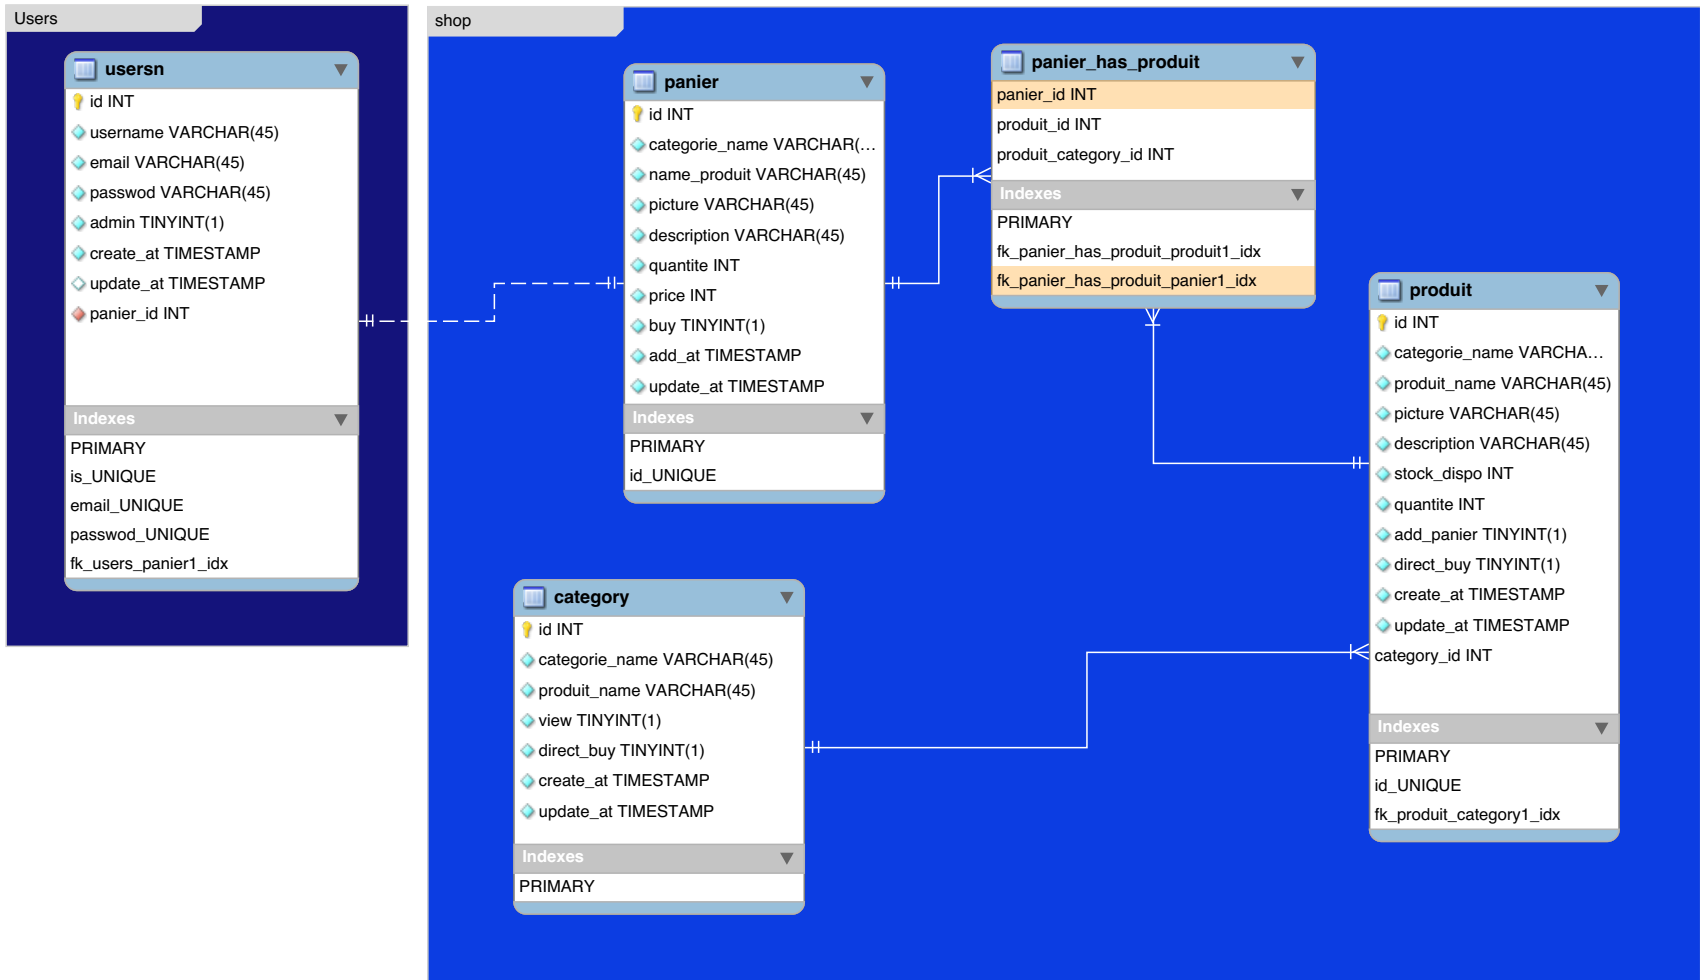 Users
usersn
id INT
username VARCHAR(45)
email VARCHAR(45)
passwod VARCHAR(45)
admin TINYINT(1)
create_at TIMESTAMP
update_at TIMESTAMP
panier_id INT
Indexes
PRIMARY
is_UNIQUE
email_UNIQUE
passwod_UNIQUE
fk_users_panier1_idx
shop
panier
id INT
categorie_name VARCHAR(...
name_produit VARCHAR(45)
picture VARCHAR(45)
description VARCHAR(45)
quantite INT
price INT
buy TINYINT(1)
add_at TIMESTAMP
update_at TIMESTAMP
Indexes
PRIMARY
id_UNIQUE
panier_has_produit
panier_id INT
produit_id INT
produit_category_id INT
Indexes
PRIMARY
fk_panier_has_produit_produit1_idx
fk_panier_has_produit_panier1_idx
produit
id INT
categorie_name VARCHA...
produit_name VARCHAR(45)
picture VARCHAR(45)
description VARCHAR(45)
stock_dispo INT
quantite INT
add_panier TINYINT(1)
direct_buy TINYINT(1)
create_at TIMESTAMP
update_at TIMESTAMP
category_id INT
Indexes
PRIMARY
id_UNIQUE
fk_produit_category1_idx
category
id INT
categorie_name VARCHAR(45)
produit_name VARCHAR(45)
view TINYINT(1)
direct_buy TINYINT(1)
create_at TIMESTAMP
update_at TIMESTAMP
Indexes
PRIMARY